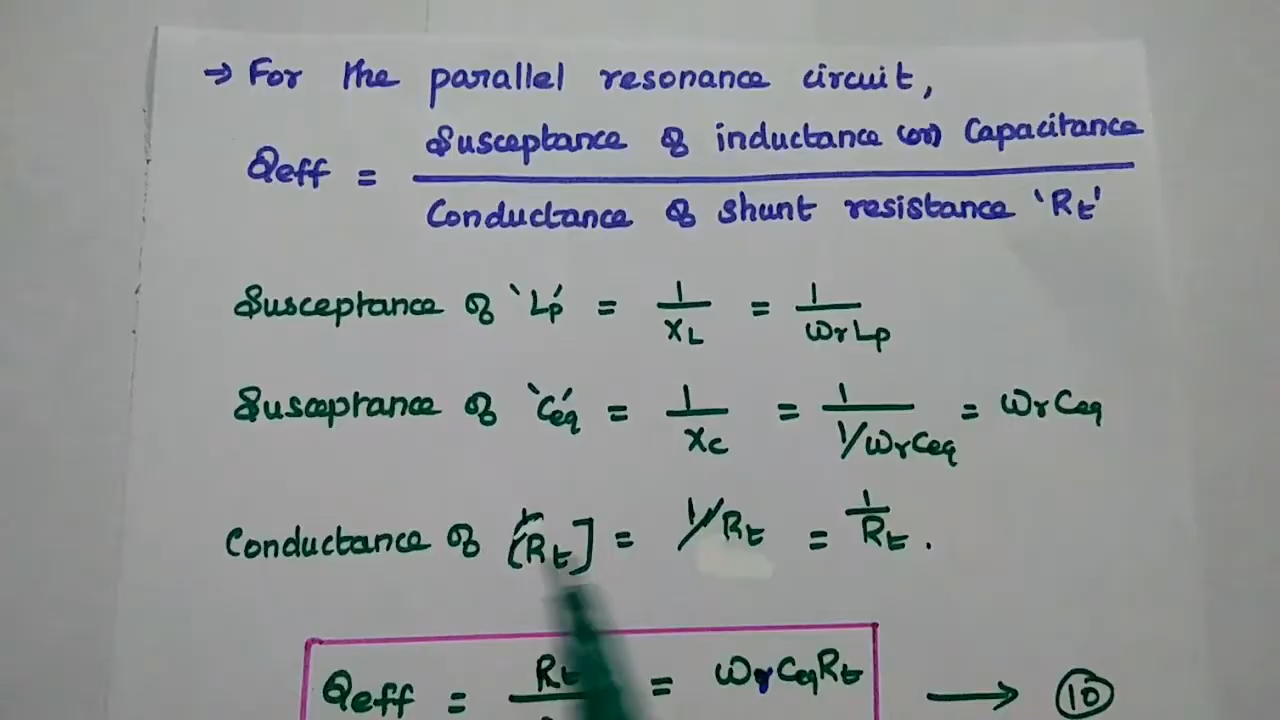 → For the parallel resonance circuit,
Qeff = Susceptance of inductance (or) Capacitance / Conductance of shunt resistance 'Rt'
Susceptance of 'Lp' = 1/XL = 1/ωrLp
Susceptance of 'Ceq' = 1/Xc = 1/(1/ωrCeq) = ωrCeq
Conductance of [Rt] = 1/Rt = 1/Rt.
Qeff = Rt/ = ωrCeqRt → 10